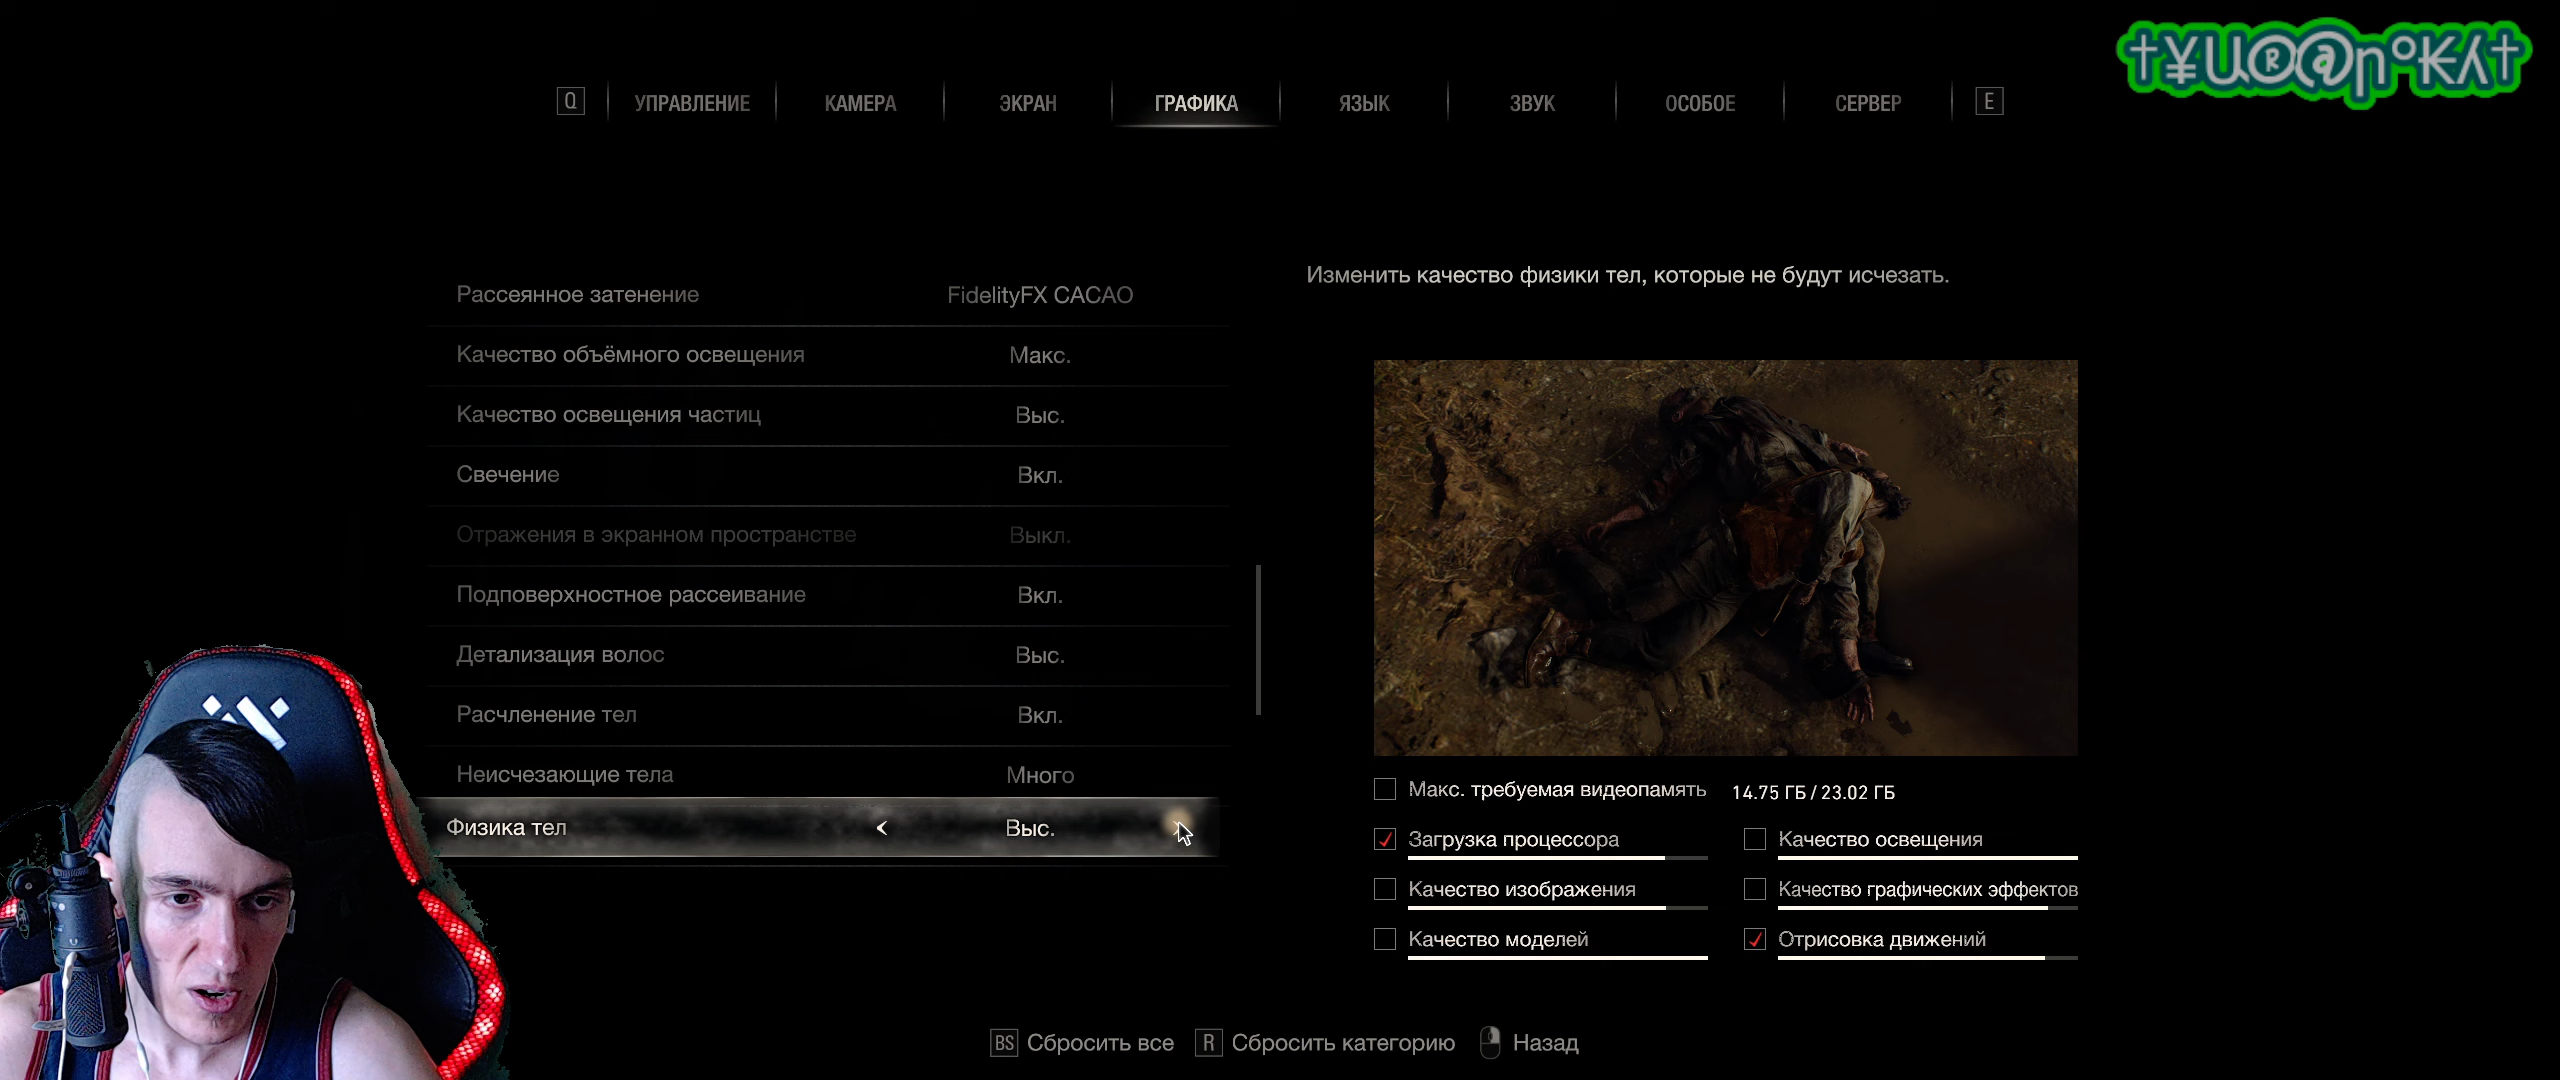 Q УПРАВЛЕНИЕ КАМЕРА ЭКРАН ГРАФИКА ЯЗЫК ЗВУК ОСОБОЕ СЕРВЕР E
Изменить качество физики тел, которые не будут исчезать.
Рассеянное затенение FidelityFX CACAO
Качество объёмного освещения Макс.
Качество освещения частиц Выс.
Свечение Вкл.
Отражения в экранном пространстве Выкл.
Подповерхностное рассеивание Вкл.
Детализация волос Выс.
Расчленение тел Вкл.
Неисчезающие тела Много
Физика тел Выс.
Макс. требуемая видеопамять 14.75 ГБ / 23.02 ГБ
Загрузка процессора Качество освещения
Качество изображения Качество графических эффектов
Качество моделей Отрисовка движений
BS Сбросить все R Сбросить категорию Назад